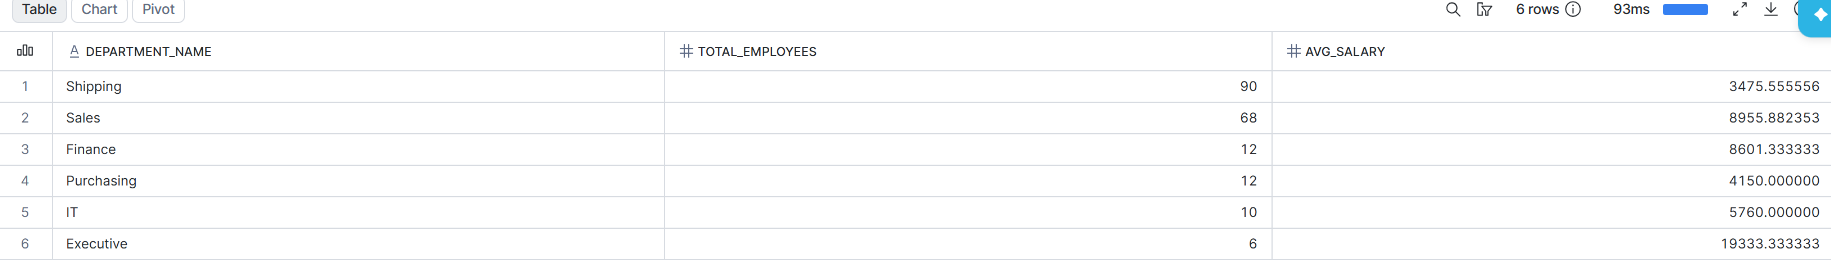 Table Chart Pivot 6 rows 93ms
DEPARTMENT_NAME TOTAL_EMPLOYEES AVG_SALARY
1 Shipping 90 3475.555556
2 Sales 68 8955.882353
3 Finance 12 8601.333333
4 Purchasing 12 4150.000000
5 IT 10 5760.000000
6 Executive 6 19333.333333